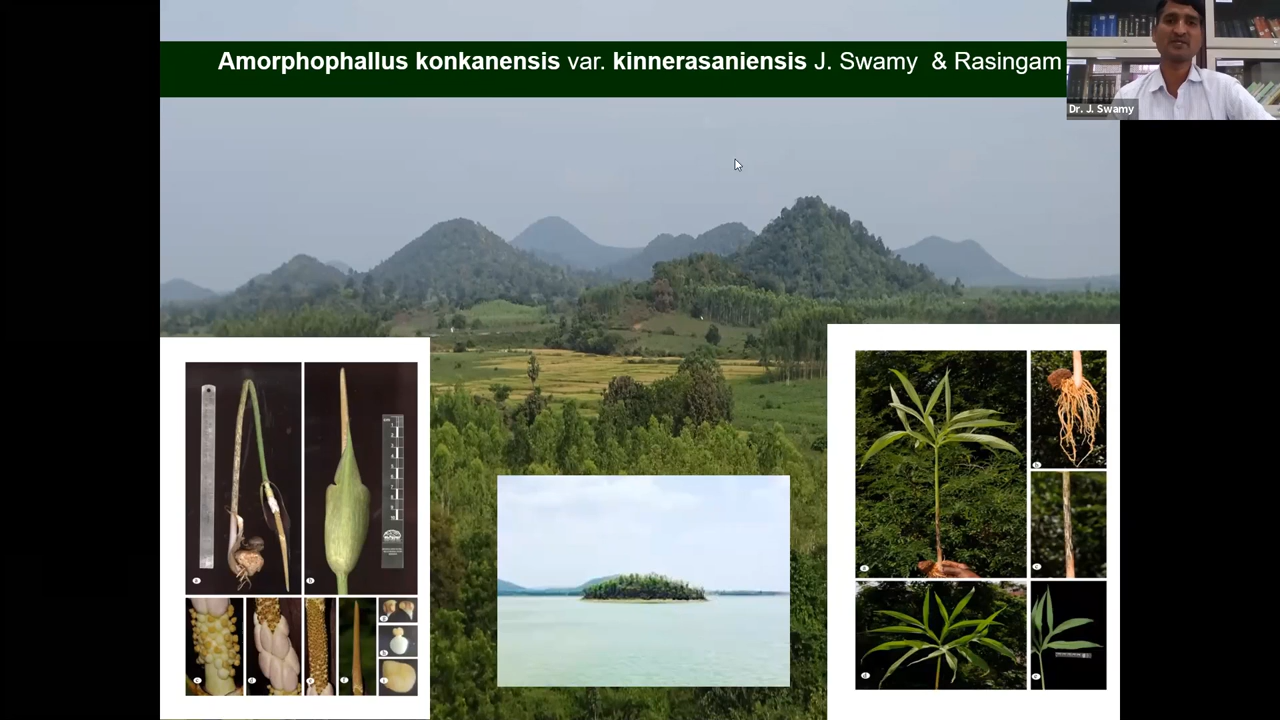 Amorphophallus konkanensis var. kinnerasaniensis J. Swamy & Rasingam
Dr. J. Swamy
a
b
c
d
e
f
g
h
i
a
b
c
d
e